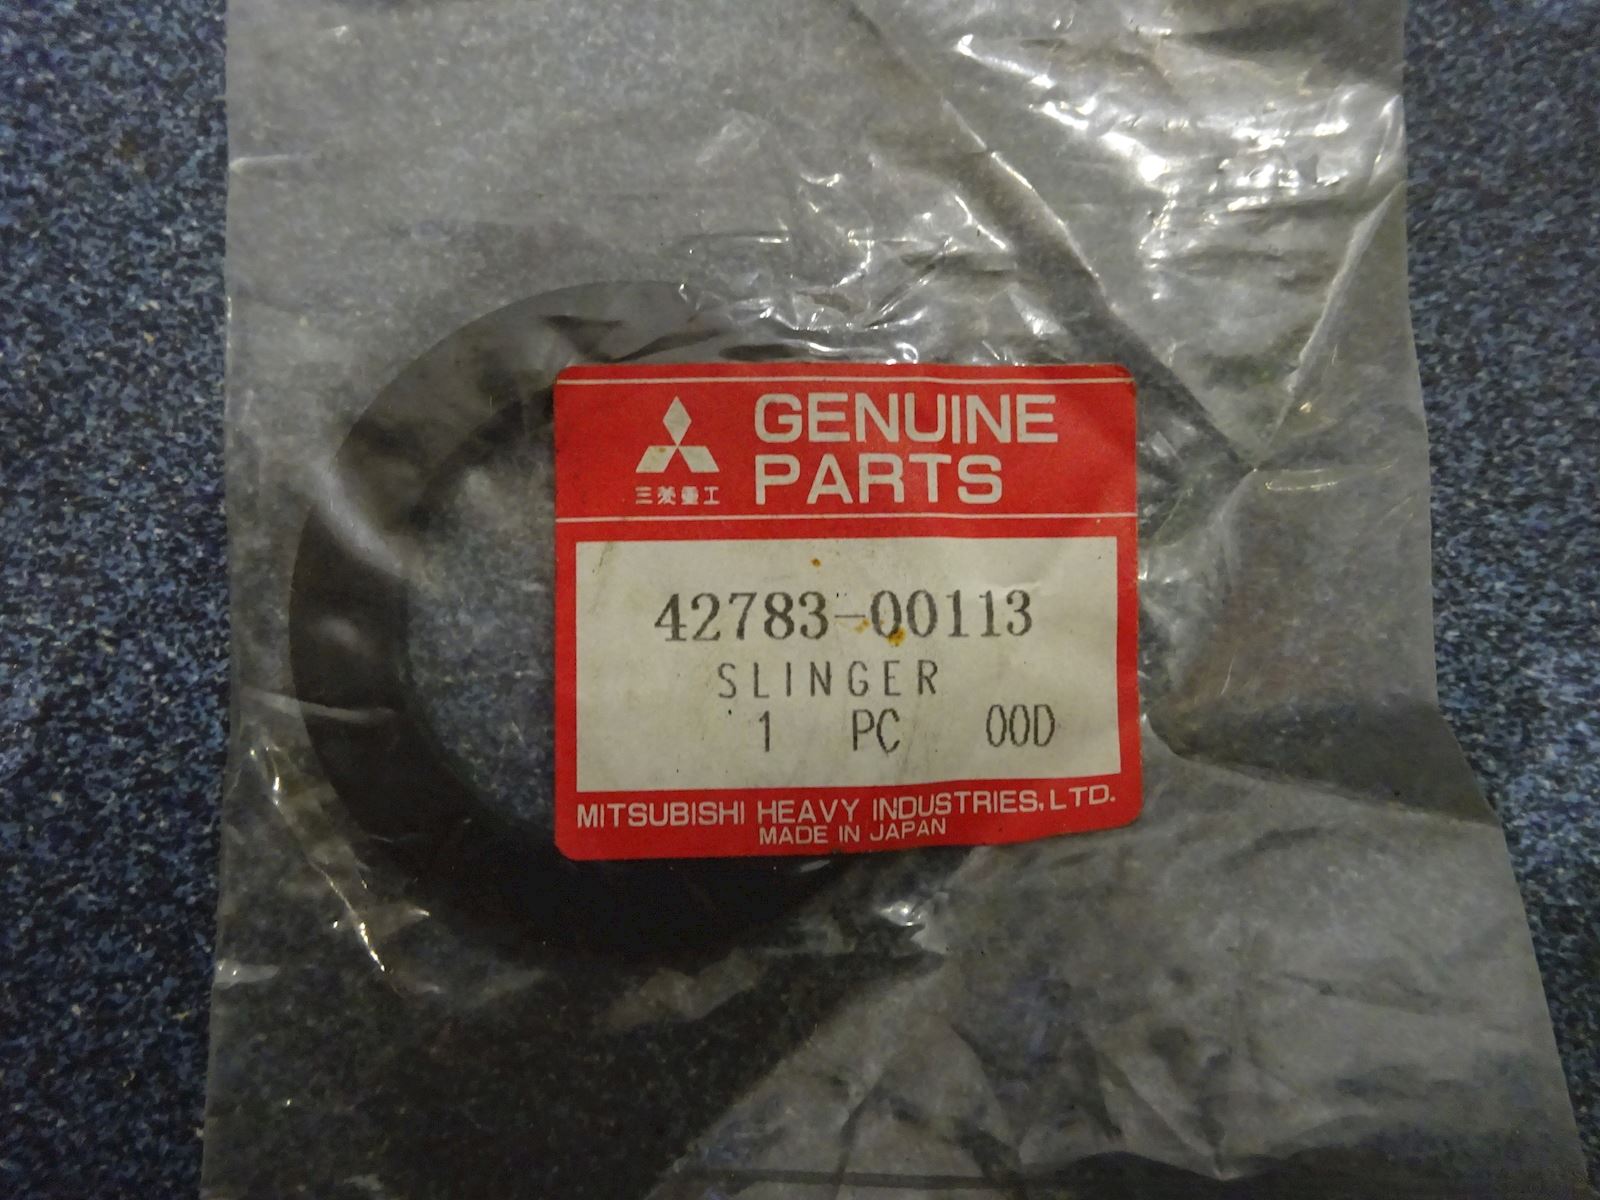 GENUINE
PARTS
三菱重工
42783-00113
SLINGER
1 PC 00D
MITSUBISHI HEAVY INDUSTRIES, LTD.
MADE IN JAPAN